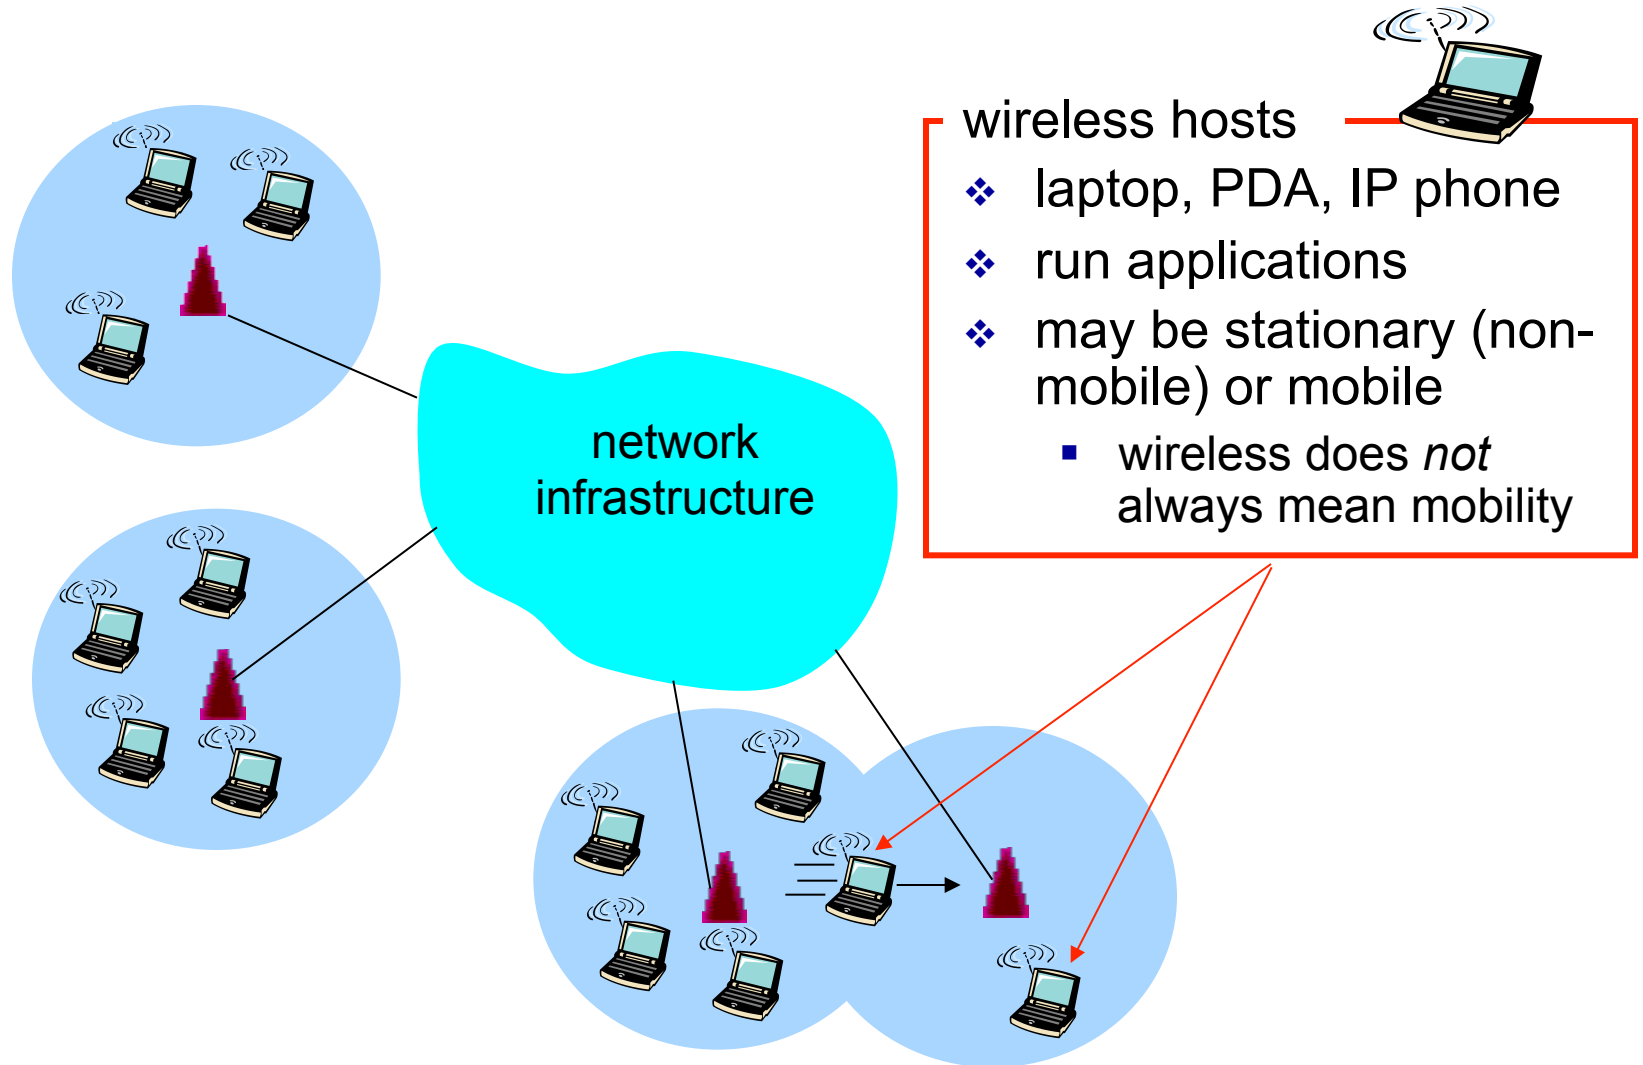 wireless hosts
❖ laptop, PDA, IP phone
❖ run applications
❖ may be stationary (non-
mobile) or mobile
▪ wireless does not
always mean mobility
network
infrastructure